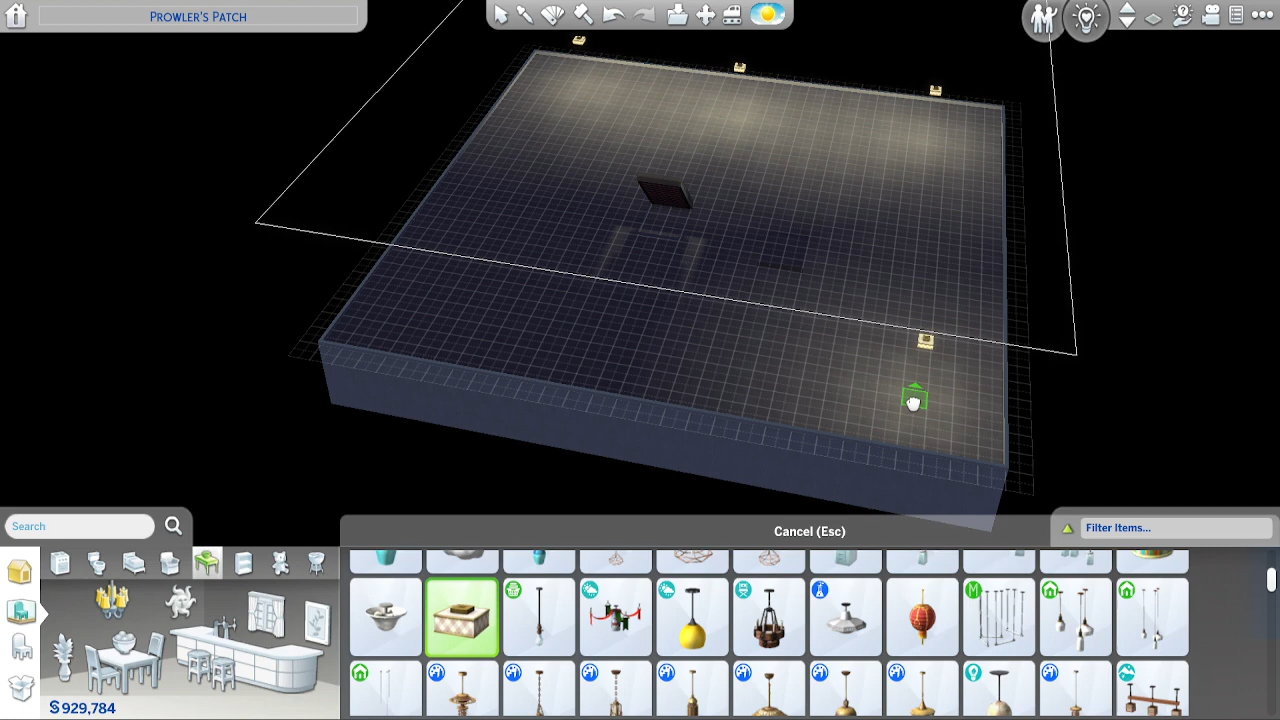 PROWLER'S PATCH
Search
Cancel (Esc)
Filter Items...
M
§929,784